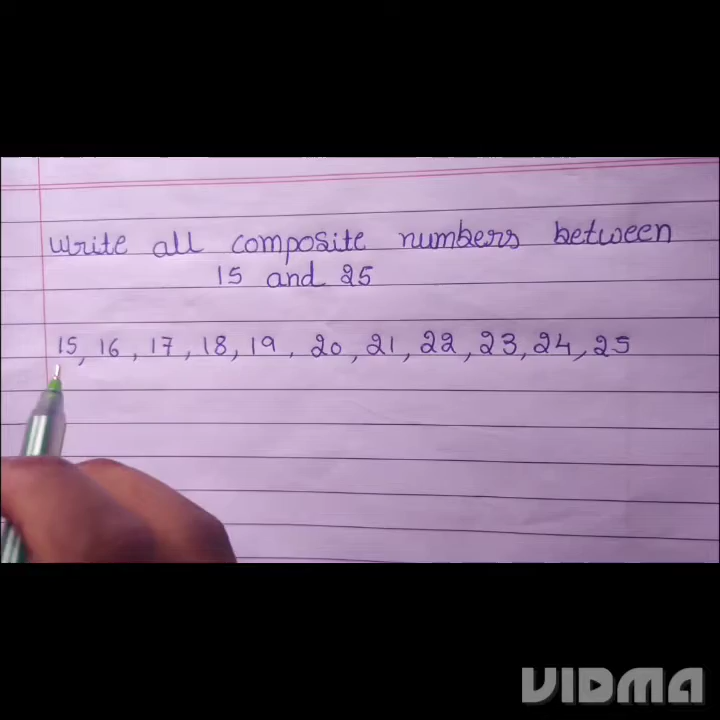 Write all composite numbers between
15 and 25
15, 16, 17, 18, 19, 20, 21, 22, 23, 24, 25
VIDMA